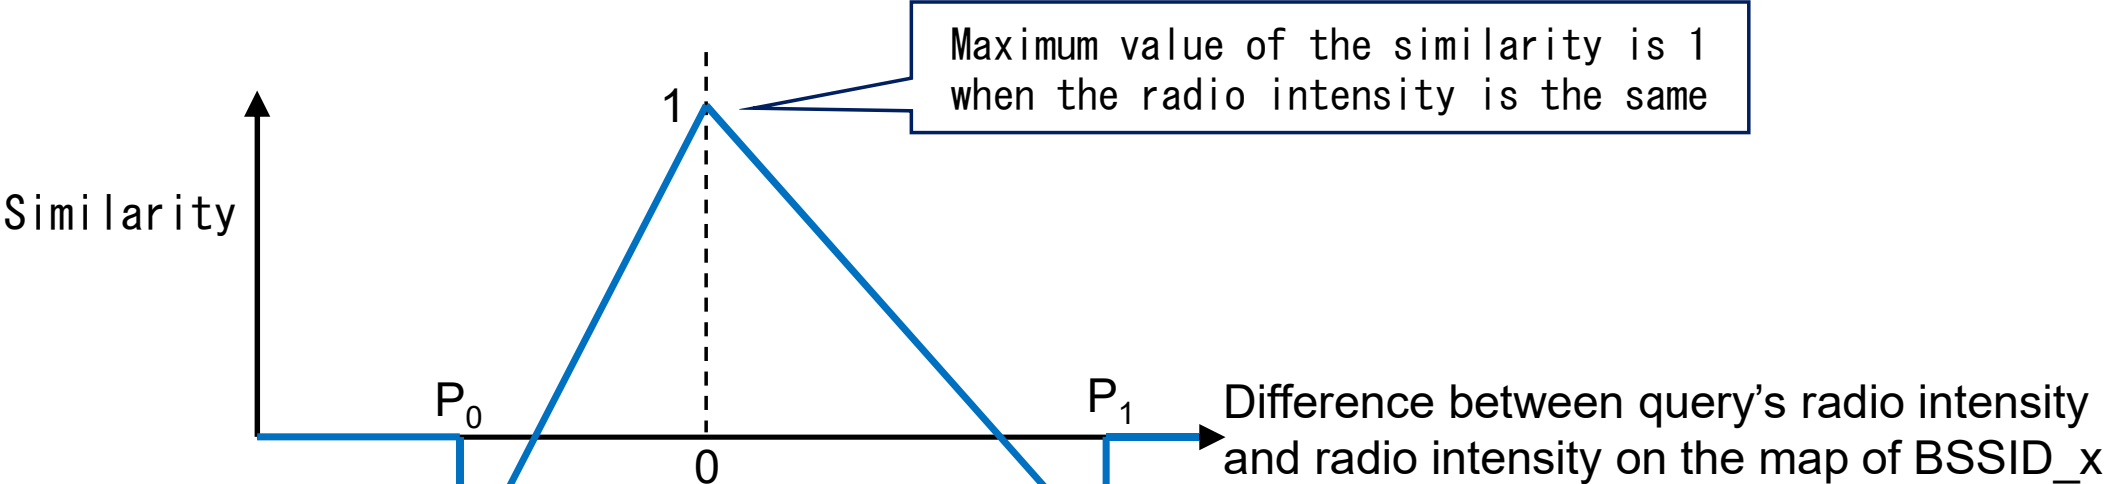 Maximum value of the similarity is 1
when the radio intensity is the same
1
Similarity
P₀
P₁
Difference between query’s radio intensity
and radio intensity on the map of BSSID_x
0